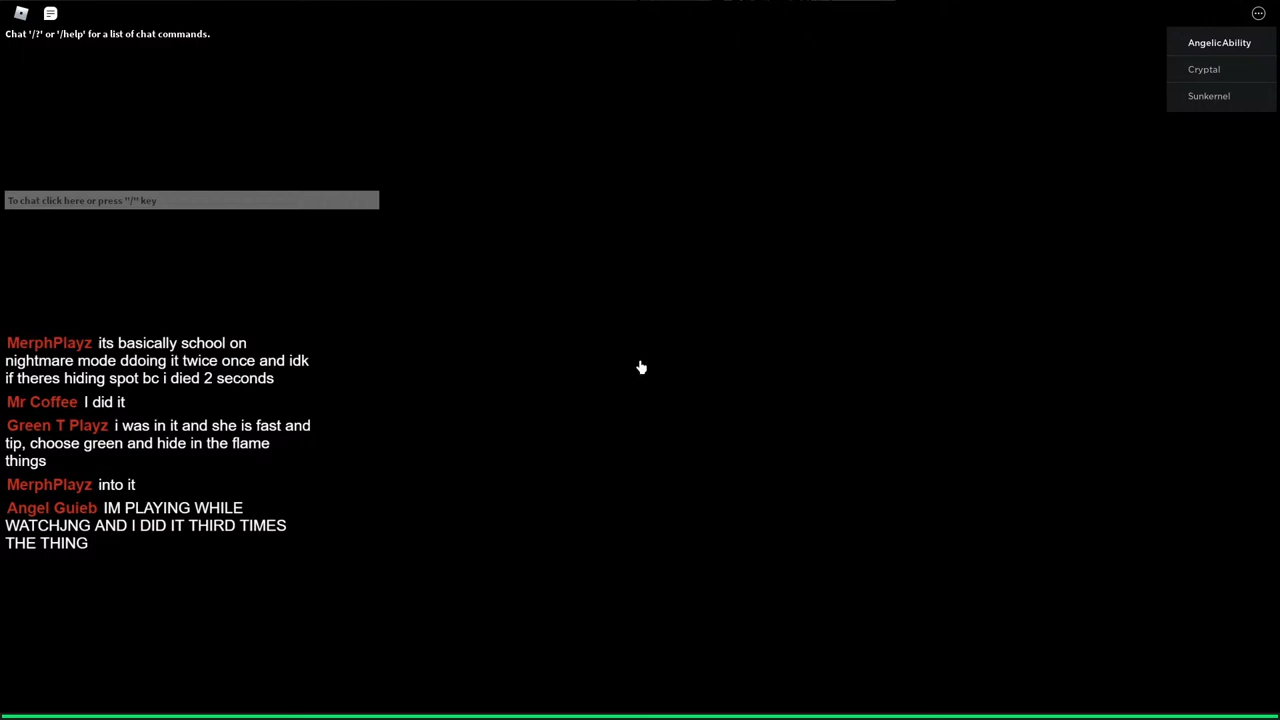 Chat '/?' or '/help' for a list of chat commands.
AngelicAbility
Cryptal
Sunkernel
To chat click here or press "/" key
MerphPlayz its basically school on
nightmare mode ddoing it twice once and idk
if theres hiding spot bc i died 2 seconds
Mr Coffee I did it
Green T Playz i was in it and she is fast and
tip, choose green and hide in the flame
things
MerphPlayz into it
Angel Guieb IM PLAYING WHILE
WATCHJNG AND I DID IT THIRD TIMES
THE THING